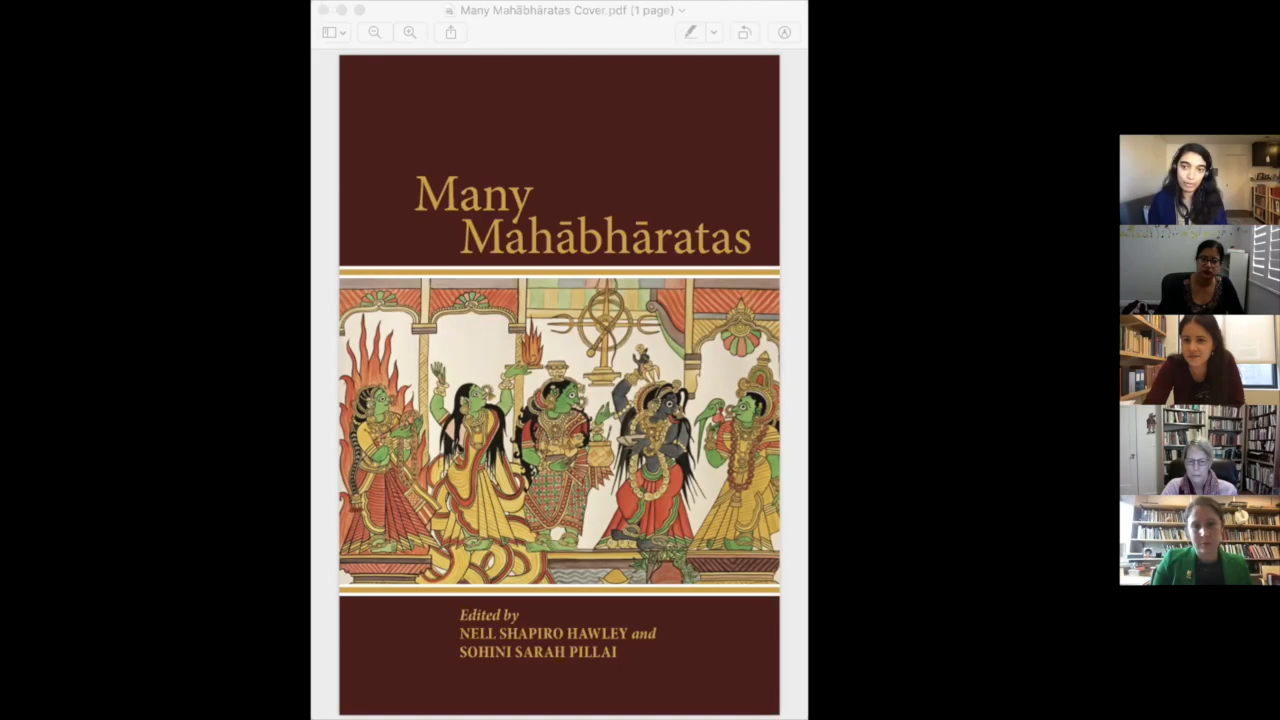 Many Mahābhāratas Cover.pdf (1 page)
Many
Mahābhāratas
Edited by
NELL SHAPIRO HAWLEY and
SOHINI SARAH PILLAI